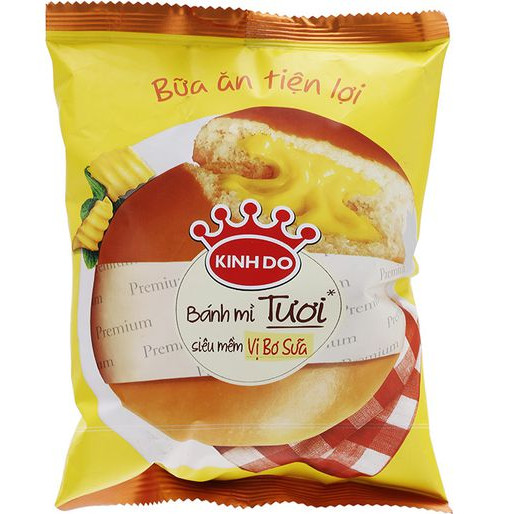 Bữa ăn tiện lợi
KINH DO
Bánh mì Tươi*
siêu mềm Vị Bơ Sữa
Premium
Premium
Premium
Premium
Premium
Premium